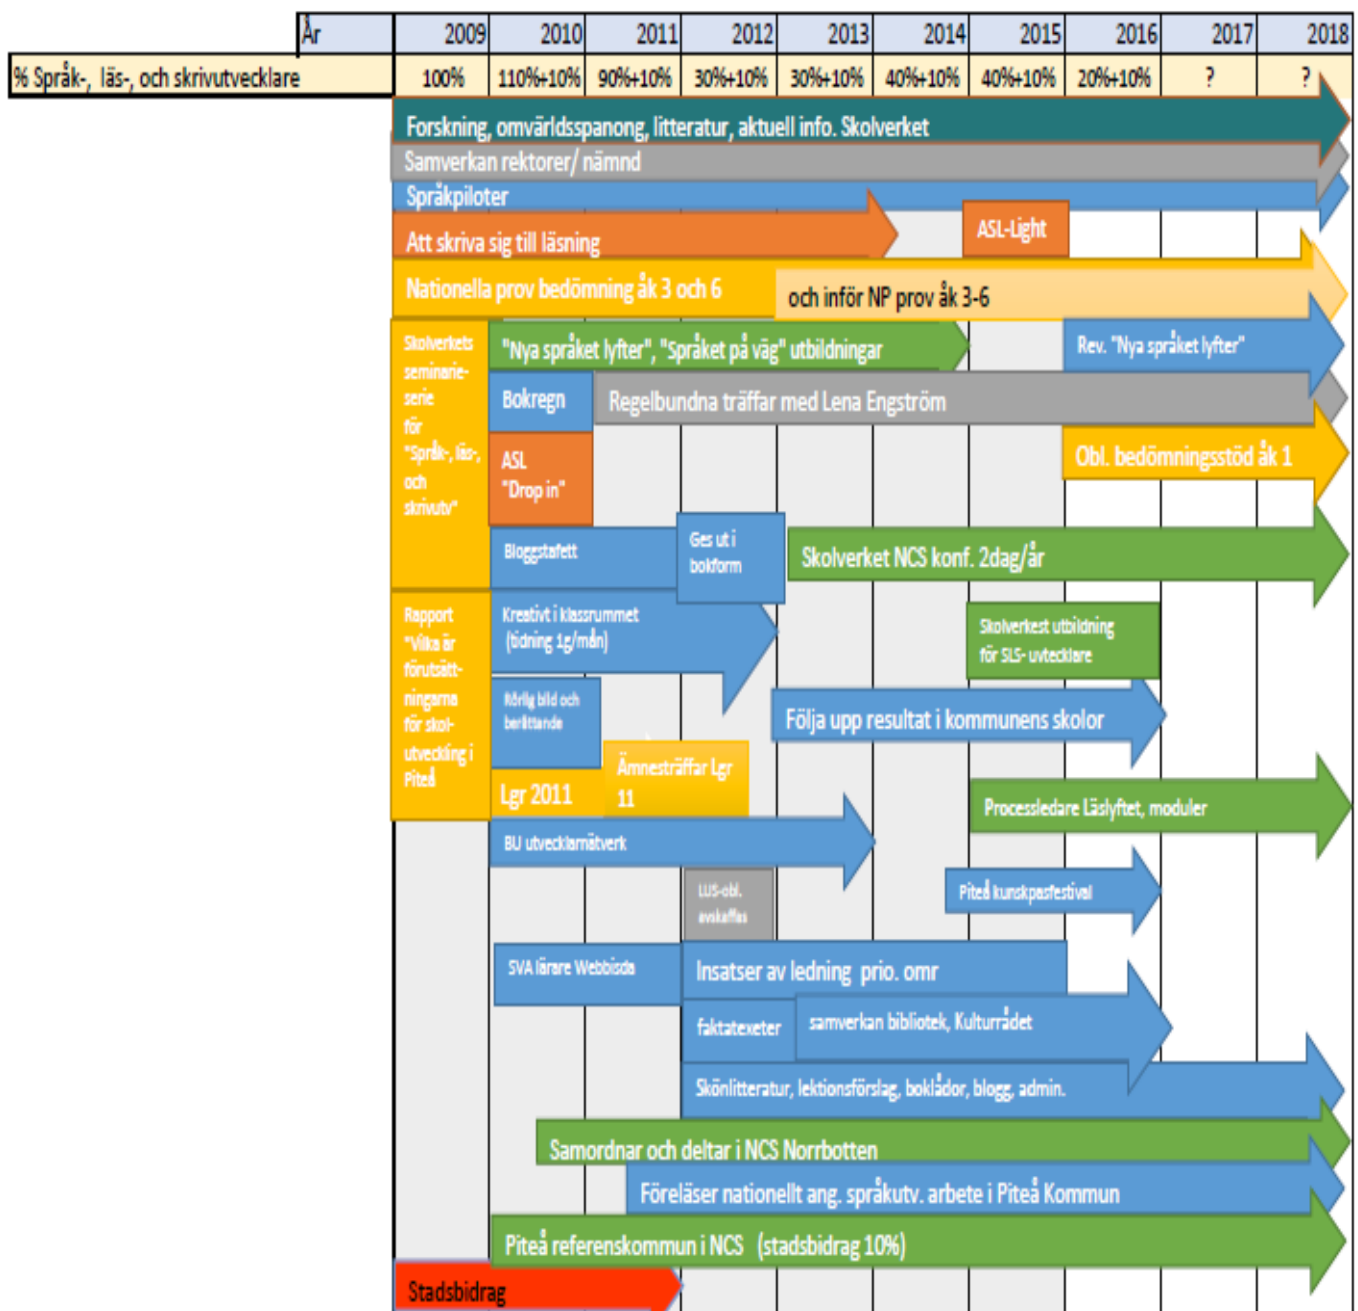 År 2009 2010 2011 2012 2013 2014 2015 2016 2017 2018
% Språk-, läs-, och skrivutvecklare 100% 110%+10% 90%+10% 30%+10% 30%+10% 40%+10% 40%+10% 20%+10% ? ?
Forskning, omvärldsspanong, litteratur, aktuell info. Skolverket
Samverkan rektorer/ nämnd
Språkpiloter
Att skriva sig till läsning
ASL-Light
Nationella prov bedömning åk 3 och 6
och inför NP prov åk 3-6
Skolverkets
seminarie-
serie
för
"Språk-, läs-,
och
skrivutv"
"Nya språket lyfter", "Språket på väg" utbildningar
Rev. "Nya språket lyfter"
Bokregn
Regelbundna träffar med Lena Engström
ASL
"Drop in"
Obl. bedömningsstöd åk 1
Bloggstafett
Ges ut i
bokform
Skolverket NCS konf. 2dag/år
Rapport
"Vilka är
förutsätt-
ningarna
för skol-
utveckling i
Piteå
Kreativt i klassrummet
(tidning 1g/mån)
Skolverkest utbildning
för SLS- uvtecklare
Rörlig bild och
berättande
Följa upp resultat i kommunens skolor
Ämnesträffar Lgr
11
Lgr 2011
Processledare Läslyftet, moduler
BU utvecklarnätverk
LUS-obl.
avskaffas
Piteå kunskpasfestival
SVA lärare Webbisda
Insatser av ledning prio. omr
faktatexeter
samverkan bibliotek, Kulturrådet
Skönlitteratur, lektionsförslag, boklådor, blogg, admin.
Samordnar och deltar i NCS Norrbotten
Föreläser nationellt ang. språkutv. arbete i Piteå Kommun
Piteå referenskommun i NCS (stadsbidrag 10%)
Stadsbidrag